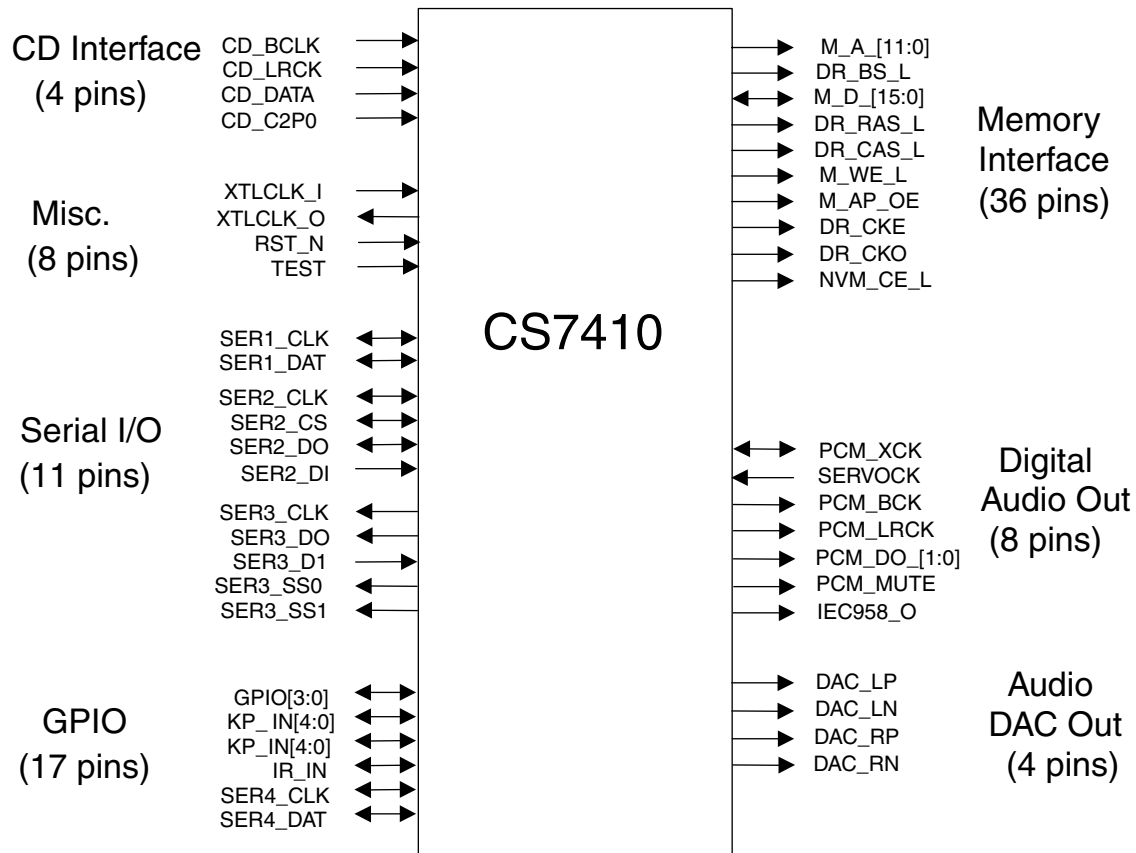 CD Interface
(4 pins)
CD_BCLK
CD_LRCK
CD_DATA
CD_C2P0
Misc.
(8 pins)
XTLCLK_I
XTLCLK_O
RST_N
TEST
Serial I/O
(11 pins)
SER1_CLK
SER1_DAT
SER2_CLK
SER2_CS
SER2_DO
SER2_DI
SER3_CLK
SER3_DO
SER3_D1
SER3_SS0
SER3_SS1
GPIO
(17 pins)
GPIO[3:0]
KP_IN[4:0]
KP_IN[4:0]
IR_IN
SER4_CLK
SER4_DAT
CS7410
M_A_[11:0]
DR_BS_L
M_D_[15:0]
DR_RAS_L
DR_CAS_L
M_WE_L
M_AP_OE
DR_CKE
DR_CKO
NVM_CE_L
Memory
Interface
(36 pins)
PCM_XCK
SERVOCK
PCM_BCK
PCM_LRCK
PCM_DO_[1:0]
PCM_MUTE
IEC958_O
Digital
Audio Out
(8 pins)
DAC_LP
DAC_LN
DAC_RP
DAC_RN
Audio
DAC Out
(4 pins)